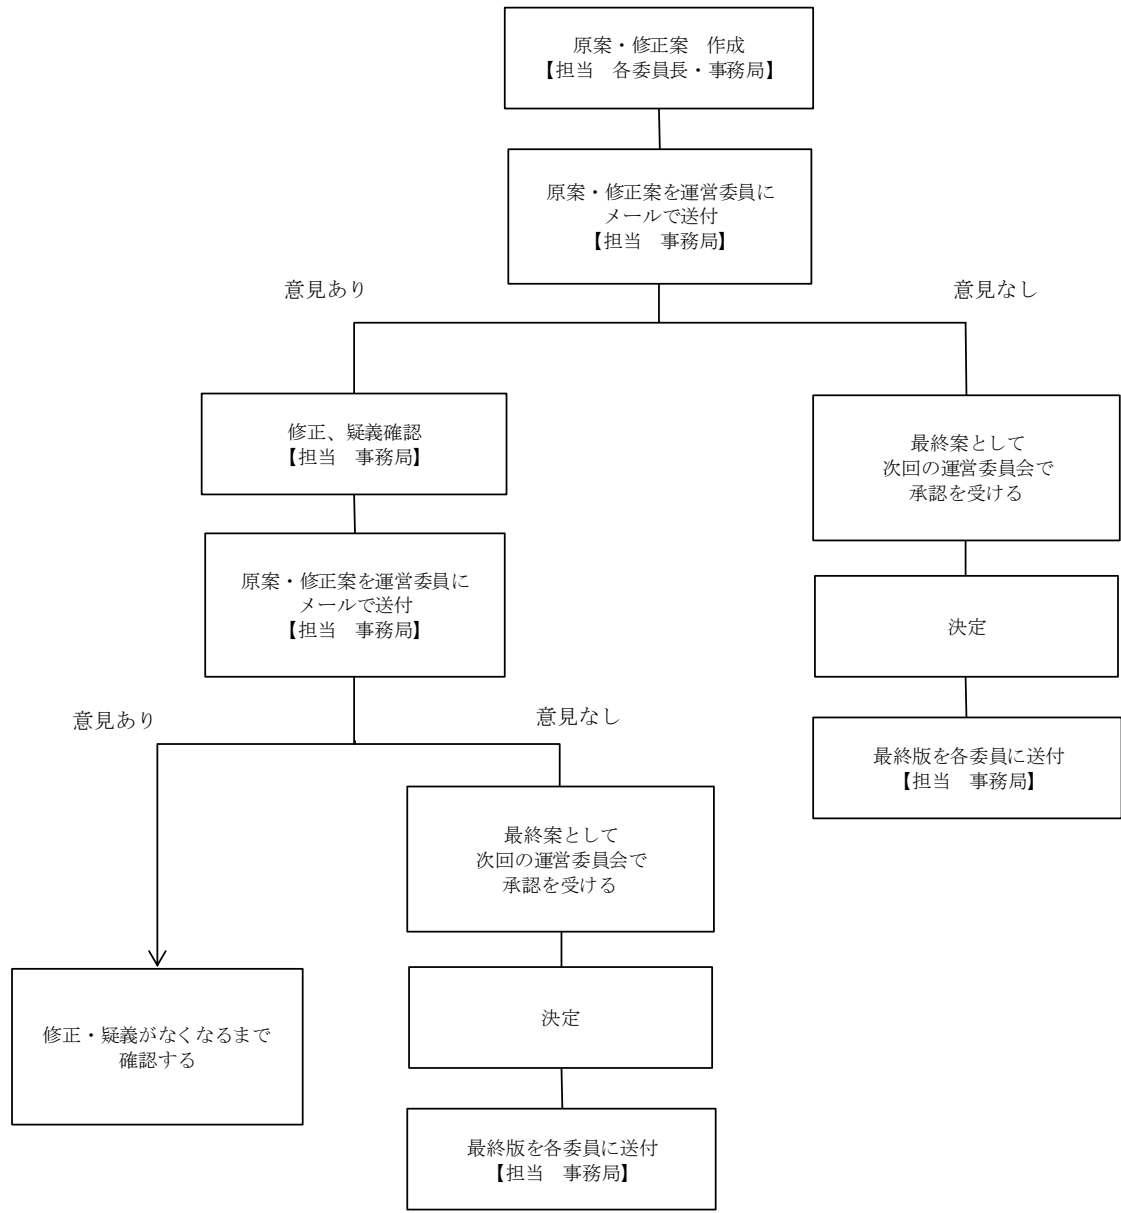 原案・修正案　作成
【担当　各委員長・事務局】
原案・修正案を運営委員に
メールで送付
【担当　事務局】
意見あり
意見なし
修正、疑義確認
【担当　事務局】
最終案として
次回の運営委員会で
承認を受ける
原案・修正案を運営委員に
メールで送付
【担当　事務局】
決定
意見あり
意見なし
最終版を各委員に送付
【担当　事務局】
最終案として
次回の運営委員会で
承認を受ける
修正・疑義がなくなるまで
確認する
決定
最終版を各委員に送付
【担当　事務局】